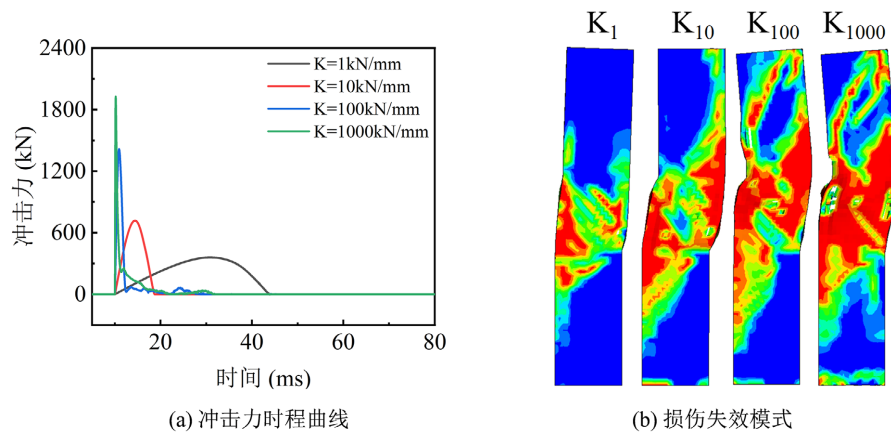 2400
1800
1200
600
0
20
40
60
80
冲击力 (kN)
时间 (ms)
K=1kN/mm
K=10kN/mm
K=100kN/mm
K=1000kN/mm
(a) 冲击力时程曲线
K₁
K₁₀
K₁₀₀
K₁₀₀₀
(b) 损伤失效模式